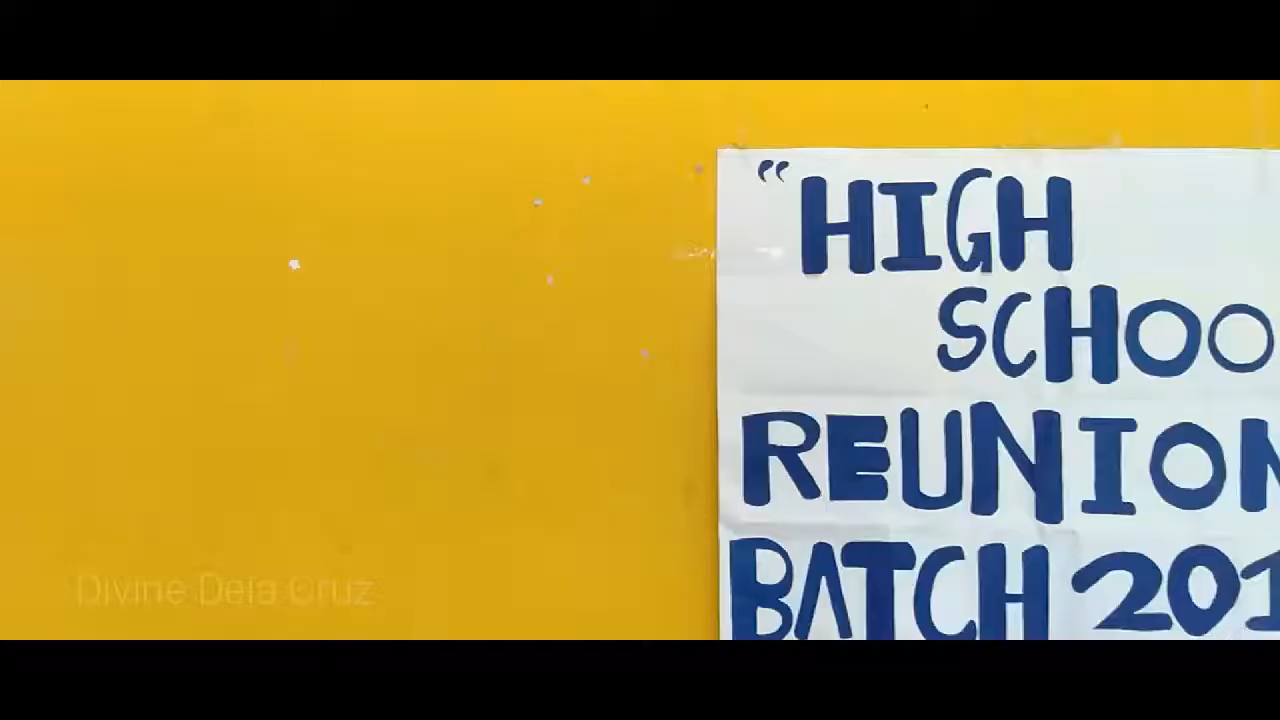 “HIGH
SCHOO
REUNION
BATCH 201
Divine Dela Cruz